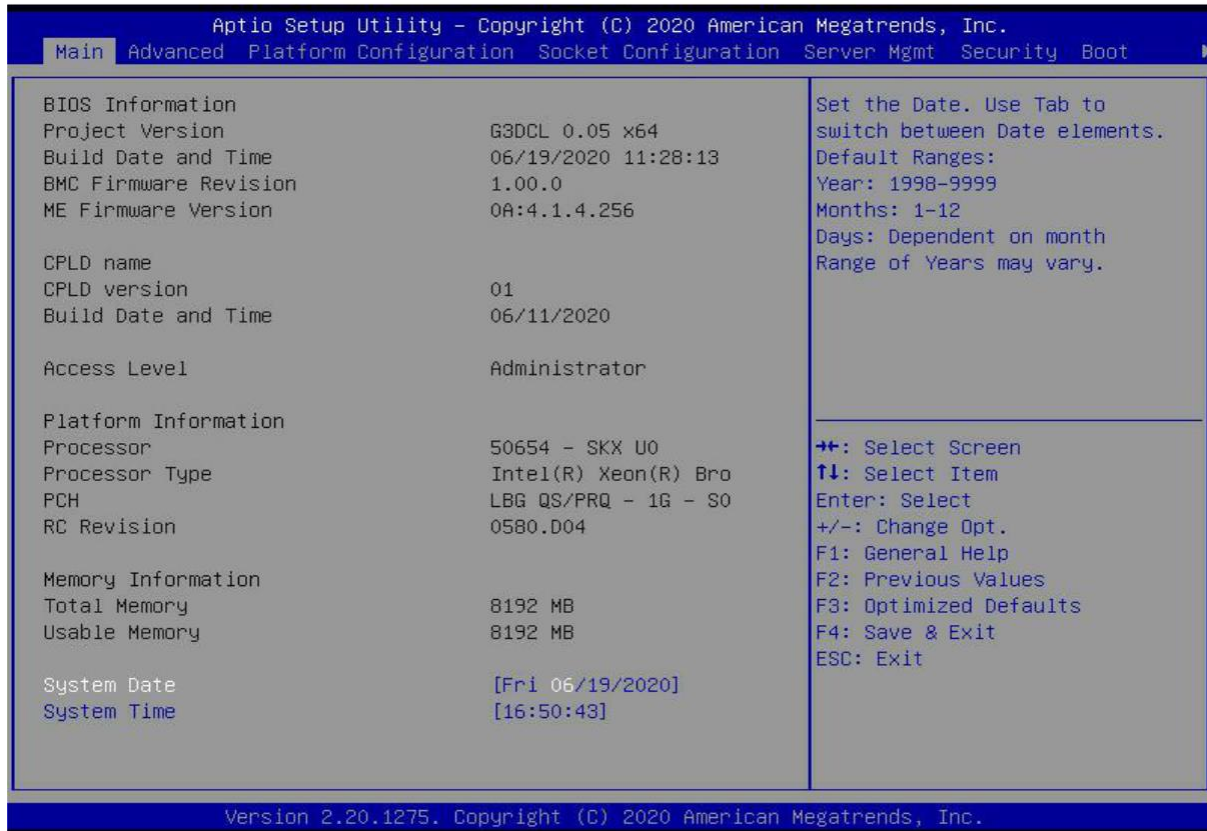 Aptio Setup Utility – Copyright (C) 2020 American Megatrends, Inc.
Main Advanced Platform Configuration Socket Configuration Server Mgmt Security Boot
BIOS Information
Project Version G3DCL 0.05 x64
Build Date and Time 06/19/2020 11:28:13
BMC Firmware Revision 1.00.0
ME Firmware Version 0A:4.1.4.256
CPLD name
CPLD version 01
Build Date and Time 06/11/2020
Access Level Administrator
Platform Information
Processor 50654 – SKX U0
Processor Type Intel(R) Xeon(R) Bro
PCH LBG QS/PRQ – 1G – S0
RC Revision 0580.D04
Memory Information
Total Memory 8192 MB
Usable Memory 8192 MB
System Date [Fri 06/19/2020]
System Time [16:50:43]
Set the Date. Use Tab to
switch between Date elements.
Default Ranges:
Year: 1998–9999
Months: 1–12
Days: Dependent on month
Range of Years may vary.
→←: Select Screen
↑↓: Select Item
Enter: Select
+/–: Change Opt.
F1: General Help
F2: Previous Values
F3: Optimized Defaults
F4: Save & Exit
ESC: Exit
Version 2.20.1275. Copyright (C) 2020 American Megatrends, Inc.